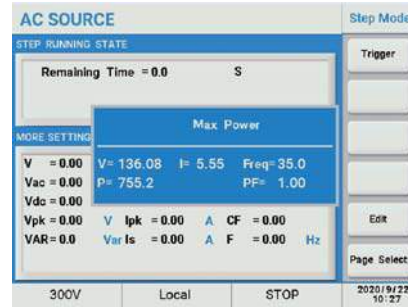 AC SOURCE
Step Mode
STEP RUNNING STATE
Remaining Time = 0.0 S
Trigger
Max Power
MORE SETTING
V = 0.00
V= 136.08 I= 5.55 Freq= 35.0
Vac = 0.00
P= 755.2 PF= 1.00
Vdc = 0.00
Vpk = 0.00 V Ipk = 0.00 A CF = 0.00
VAR= 0.0 Var Is = 0.00 A F = 0.00 Hz
Edit
Page Select
300V Local STOP
2020/9/22
10:27